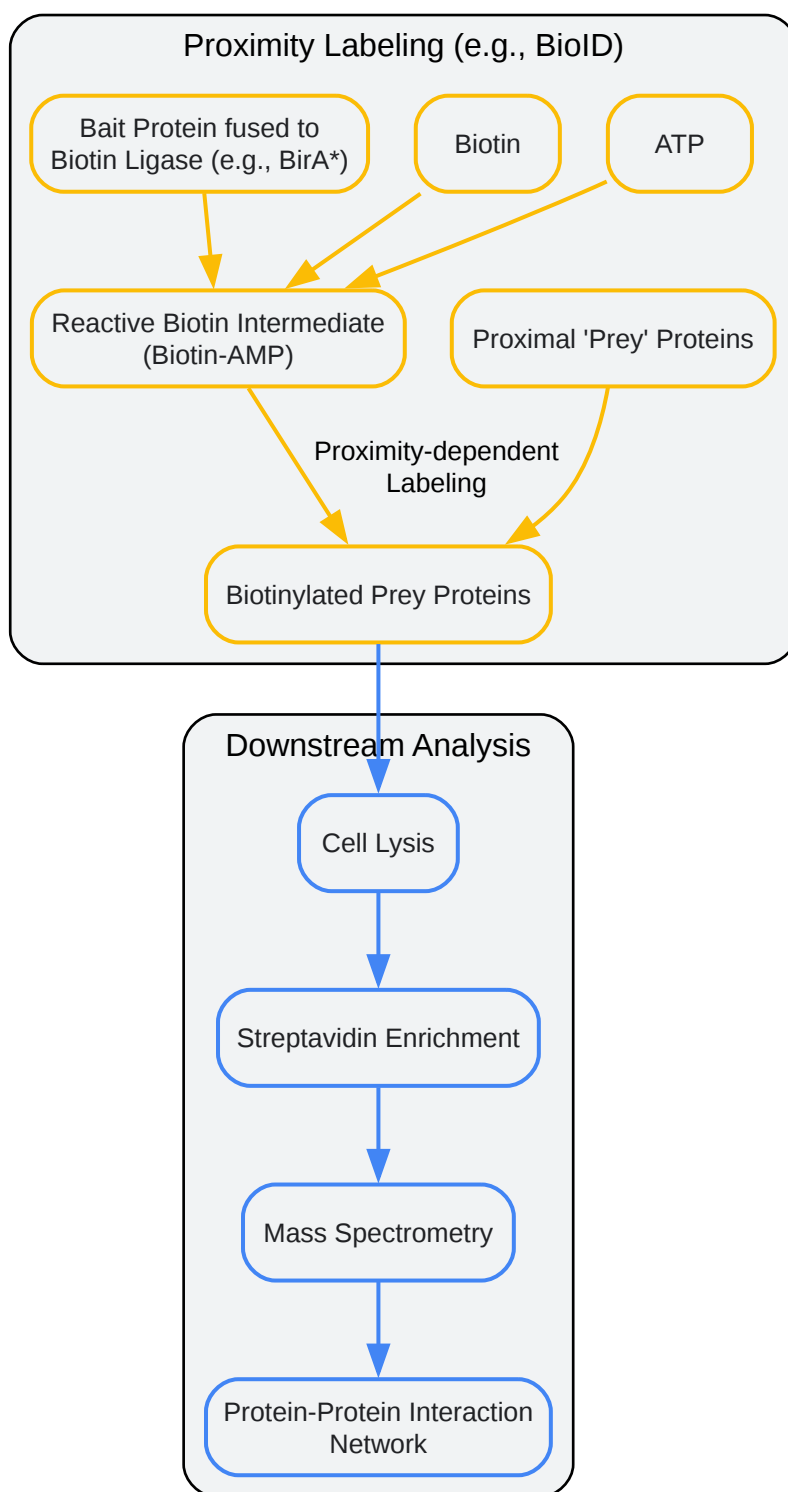 Proximity Labeling (e.g., BioID)
Bait Protein fused to
Biotin Ligase (e.g., BirA*)
Biotin
ATP
Reactive Biotin Intermediate
(Biotin-AMP)
Proximal 'Prey' Proteins
Proximity-dependent
Labeling
Biotinylated Prey Proteins
Downstream Analysis
Cell Lysis
Streptavidin Enrichment
Mass Spectrometry
Protein-Protein Interaction
Network